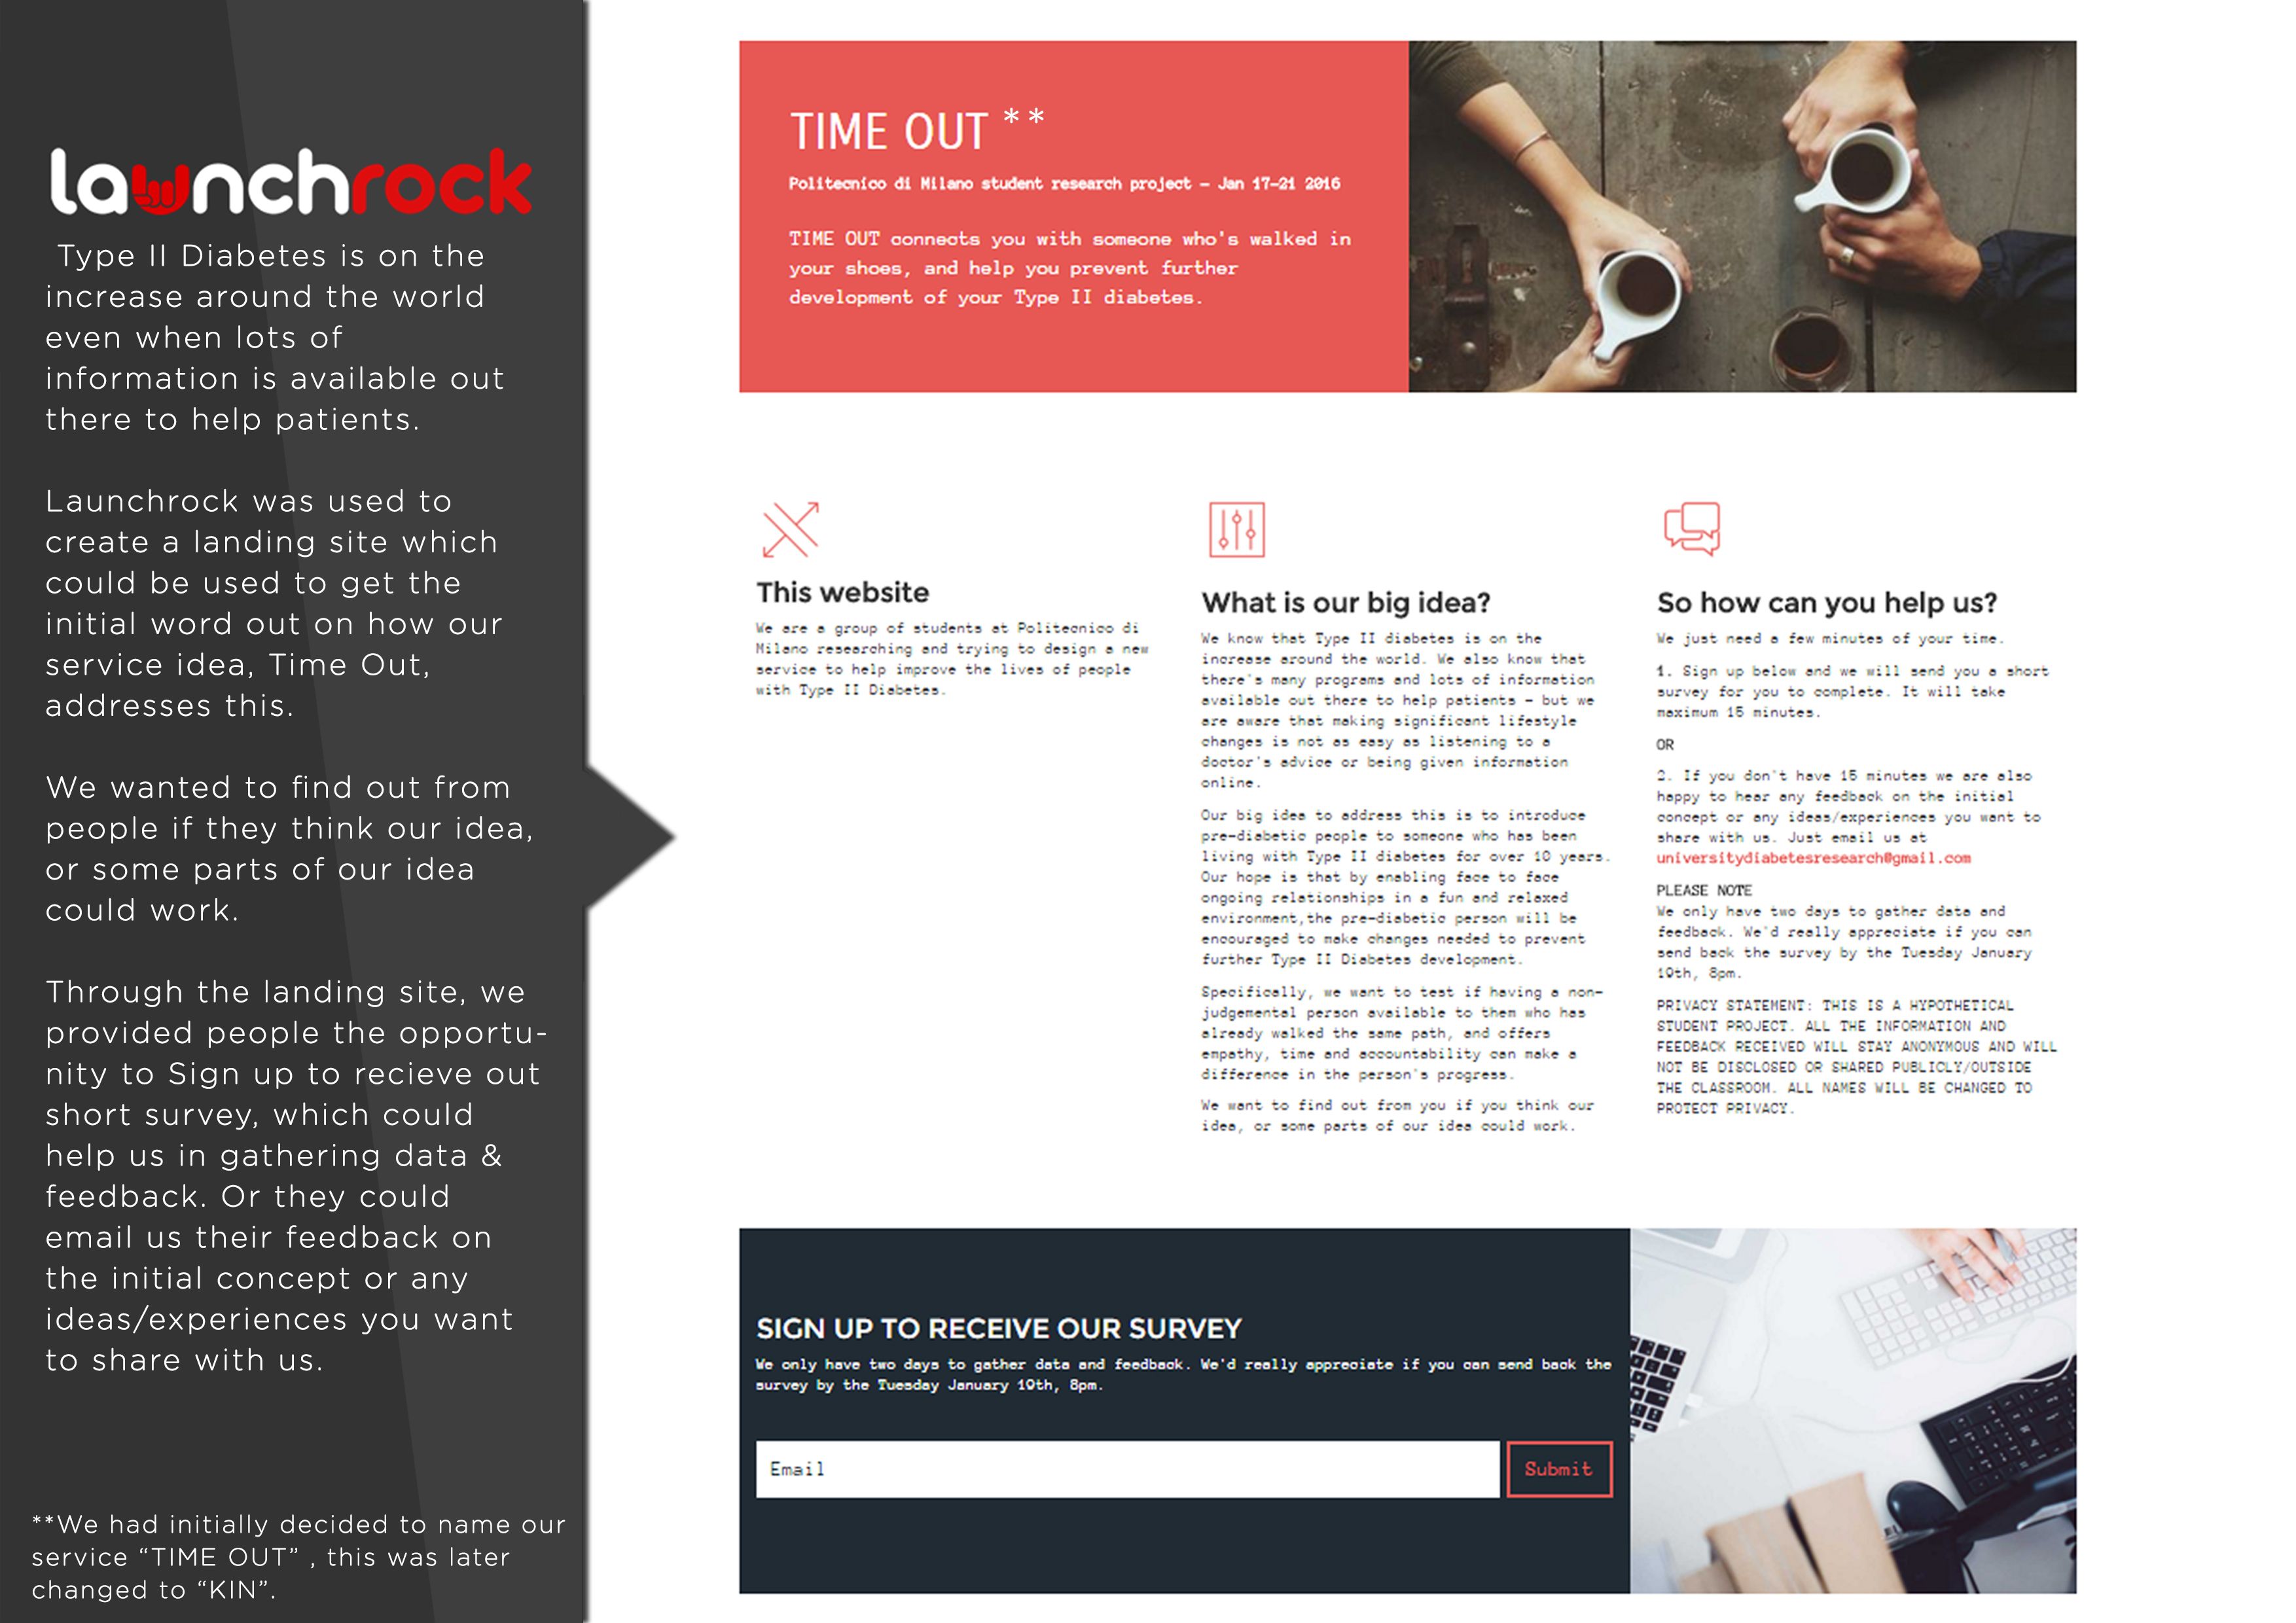 launchrock
Type II Diabetes is on the
increase around the world
even when lots of
information is available out
there to help patients.
Launchrock was used to
create a landing site which
could be used to get the
initial word out on how our
service idea, Time Out,
addresses this.
We wanted to find out from
people if they think our idea,
or some parts of our idea
could work.
Through the landing site, we
provided people the opportu-
nity to Sign up to recieve out
short survey, which could
help us in gathering data &
feedback. Or they could
email us their feedback on
the initial concept or any
ideas/experiences you want
to share with us.
**We had initially decided to name our
service “TIME OUT” , this was later
changed to “KIN”.
TIME OUT **
Politecnico di Milano student research project - Jan 17-21 2016
TIME OUT connects you with someone who's walked in
your shoes, and help you prevent further
development of your Type II diabetes.
This website
We are a group of students at Politecnico di
Milano researching and trying to design a new
service to help improve the lives of people
with Type II Diabetes.
What is our big idea?
We know that Type II diabetes is on the
increase around the world. We also know that
there's many programs and lots of information
available out there to help patients - but we
are aware that making significant lifestyle
changes is not as easy as listening to a
doctor's advice or being given information
online.
Our big idea to address this is to introduce
pre-diabetic people to someone who has been
living with Type II diabetes for over 10 years.
Our hope is that by enabling face to face
ongoing relationships in a fun and relaxed
environment,the pre-diabetic person will be
encouraged to make changes needed to prevent
further Type II Diabetes development.
Specifically, we want to test if having a non-
judgemental person available to them who has
already walked the same path, and offers
empathy, time and accountability can make a
difference in the person's progress.
We want to find out from you if you think our
idea, or some parts of our idea could work.
So how can you help us?
We just need a few minutes of your time.
1. Sign up below and we will send you a short
survey for you to complete. It will take
maximum 15 minutes.
OR
2. If you don't have 15 minutes we are also
happy to hear any feedback on the initial
concept or any ideas/experiences you want to
share with us. Just email us at
universitydiabetesresearch@gmail.com
PLEASE NOTE
We only have two days to gather data and
feedback. We'd really appreciate if you can
send back the survey by the Tuesday January
19th, 8pm.
PRIVACY STATEMENT: THIS IS A HYPOTHETICAL
STUDENT PROJECT. ALL THE INFORMATION AND
FEEDBACK RECEIVED WILL STAY ANONYMOUS AND WILL
NOT BE DISCLOSED OR SHARED PUBLICLY/OUTSIDE
THE CLASSROOM. ALL NAMES WILL BE CHANGED TO
PROTECT PRIVACY.
SIGN UP TO RECEIVE OUR SURVEY
We only have two days to gather data and feedback. We'd really appreciate if you can send back the
survey by the Tuesday January 19th, 8pm.
Email
Submit